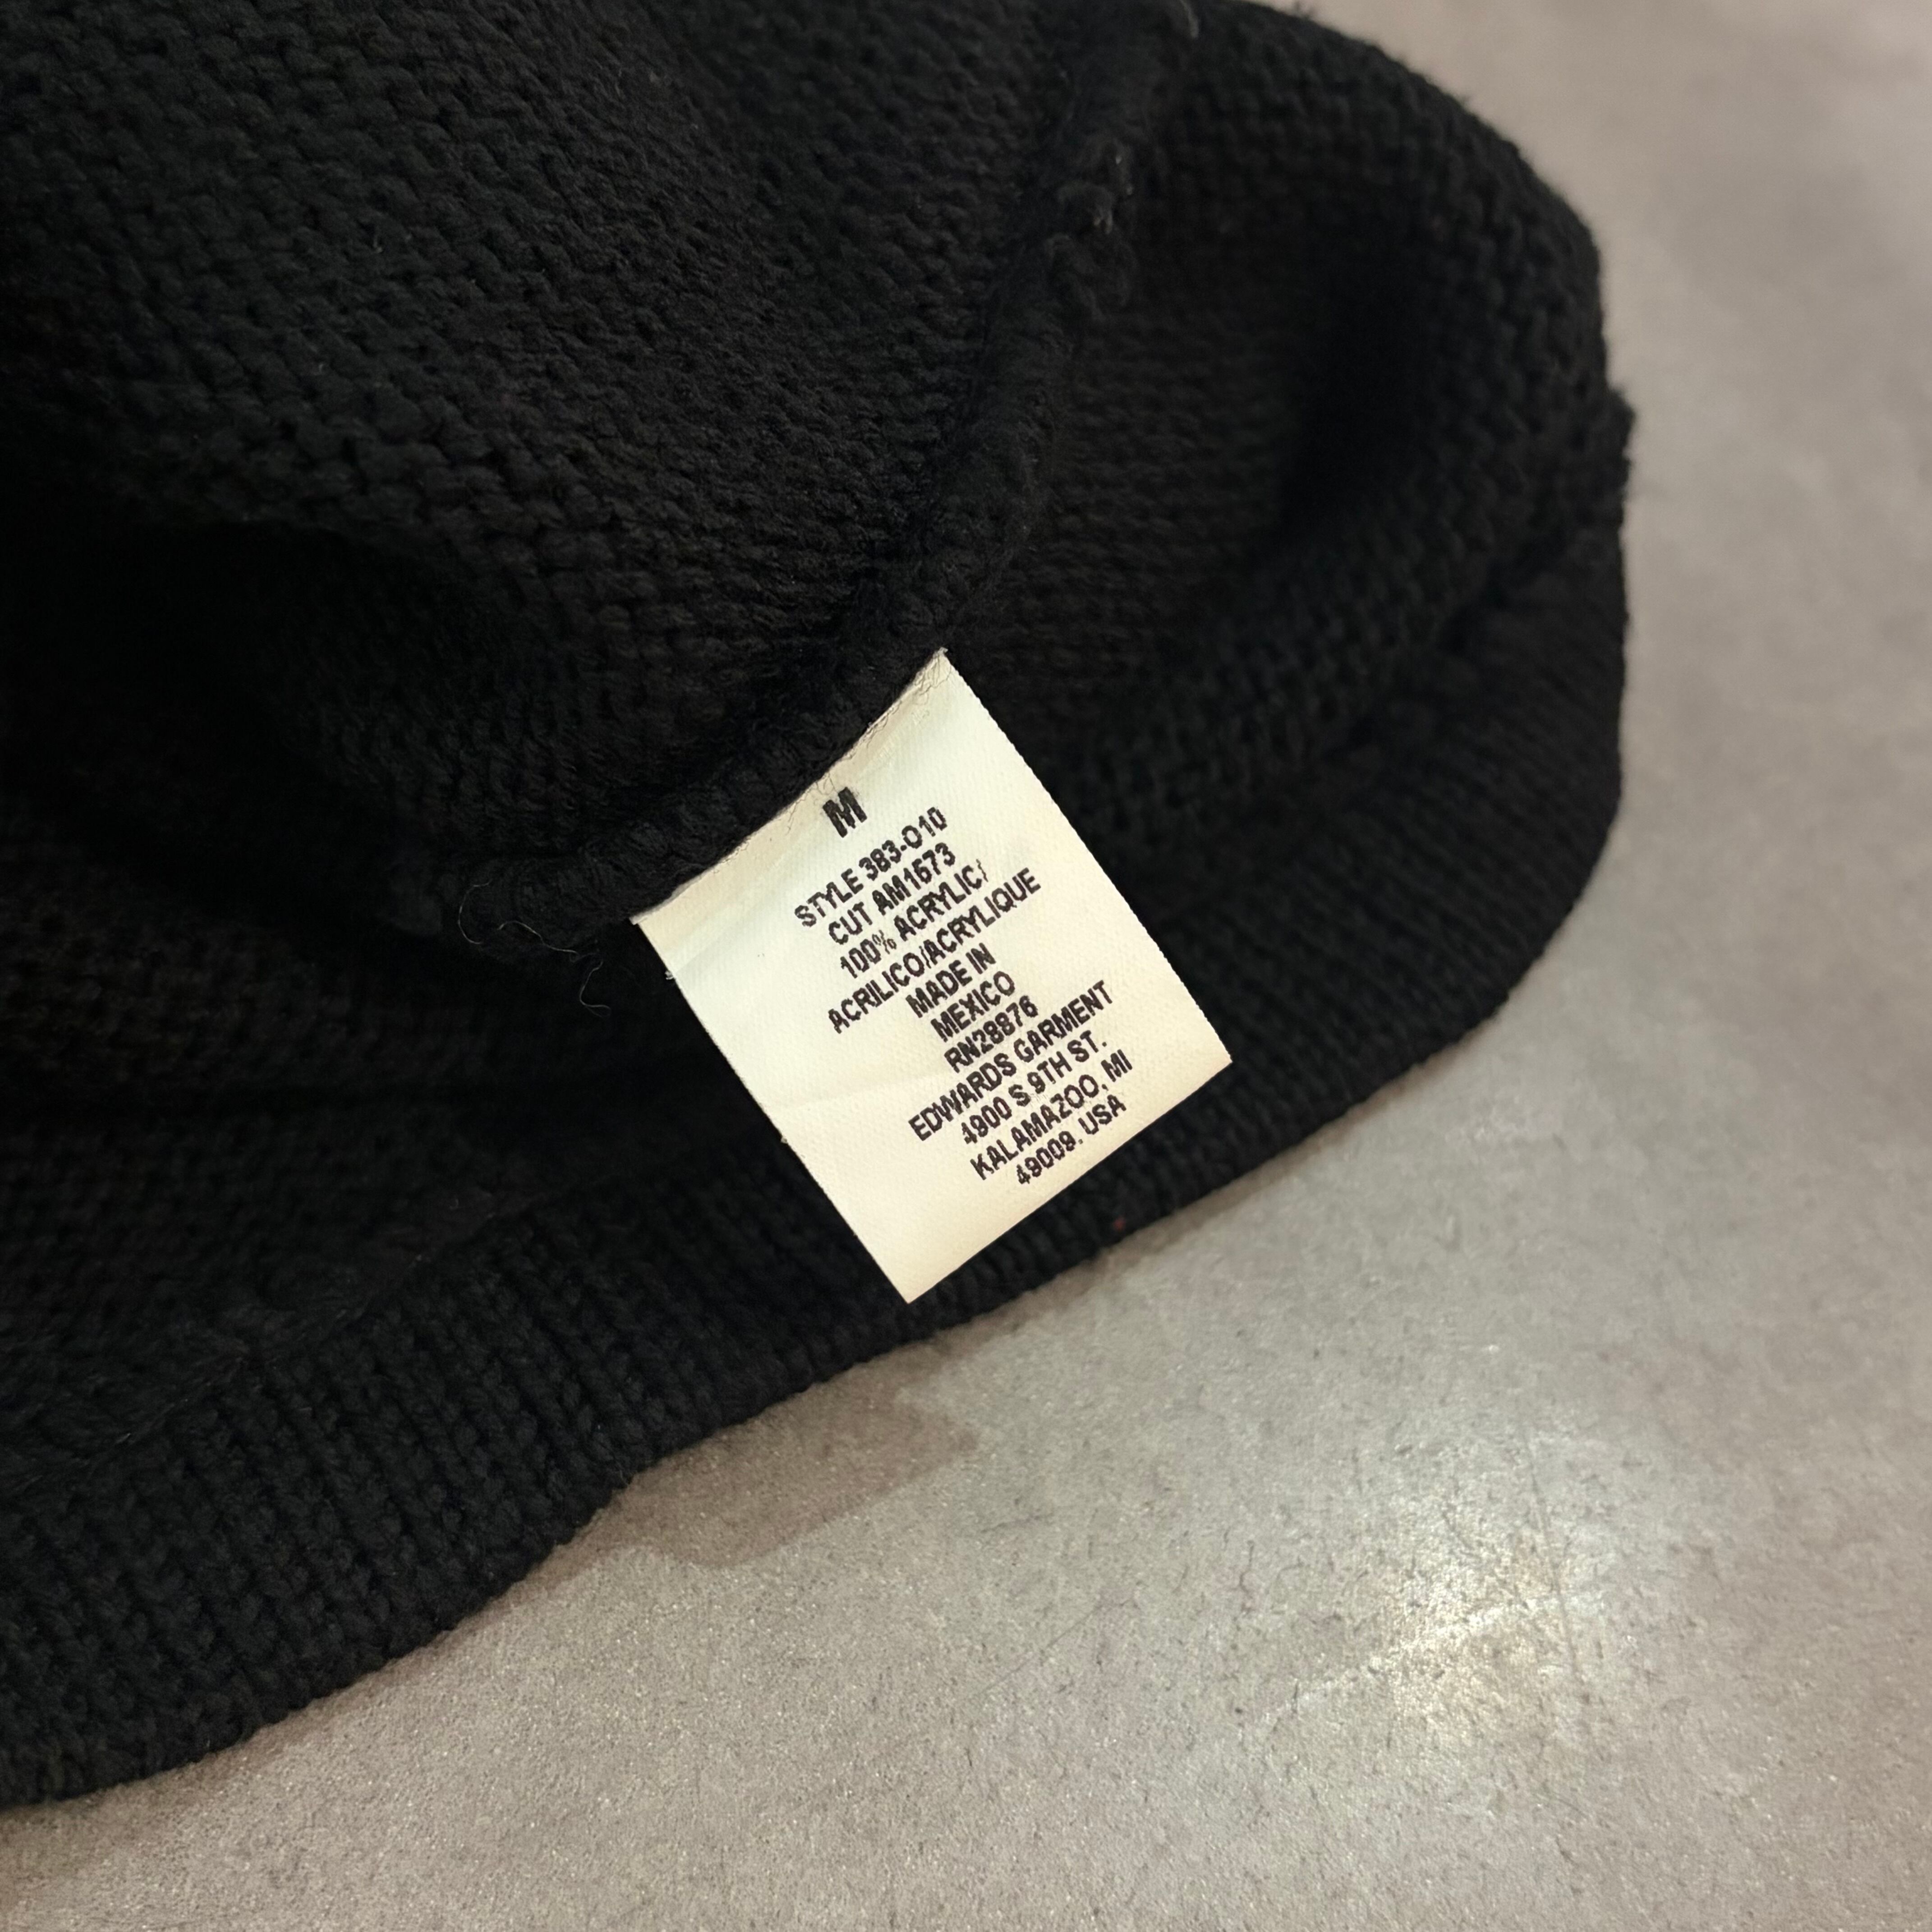 M
STYLE 383-010
CUT AM1673
100% ACRYLIC/
ACRILICO/ACRYLIQUE
MADE IN
MEXICO
RN28876
EDWARDS GARMENT
4900 S 9TH ST.
KALAMAZOO, MI
49009. USA